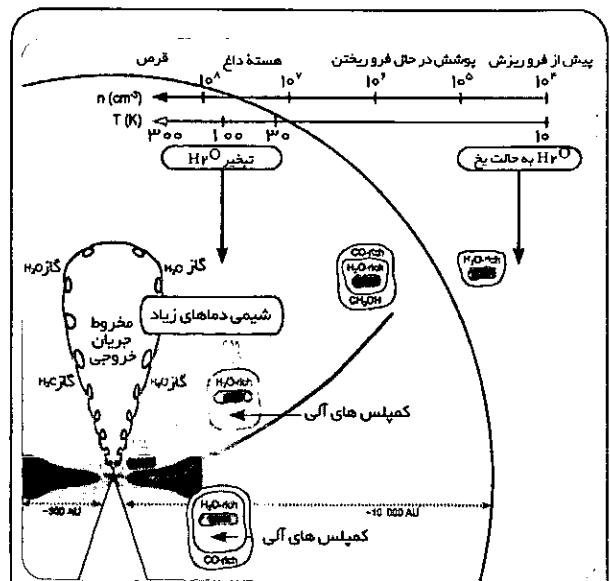 پیش از فروریزش
پوشش در حال فروریختن
هستهٔ داغ
قرص
۱۰⁴
۱۰⁵
۱۰⁶
۱۰⁷
۱۰⁸
n (cm⁻³)
T (K)
۱۰
۳۰
۱۰۰
۳۰۰
H۲O به حالت یخ
تبخیر H۲O
H₂O-rich
CO-rich
H₂O-rich
CH₃OH
گاز H₂O
گاز H₂O
مخروط
جریان
خروجی
شیمی دماهای زیاد
گاز H₂O
گاز H₂O
H₂O-rich
کمپلس های آلی
~300 AU
~10 000 AU
H₂O-rich
کمپلس های آلی
CO-rich